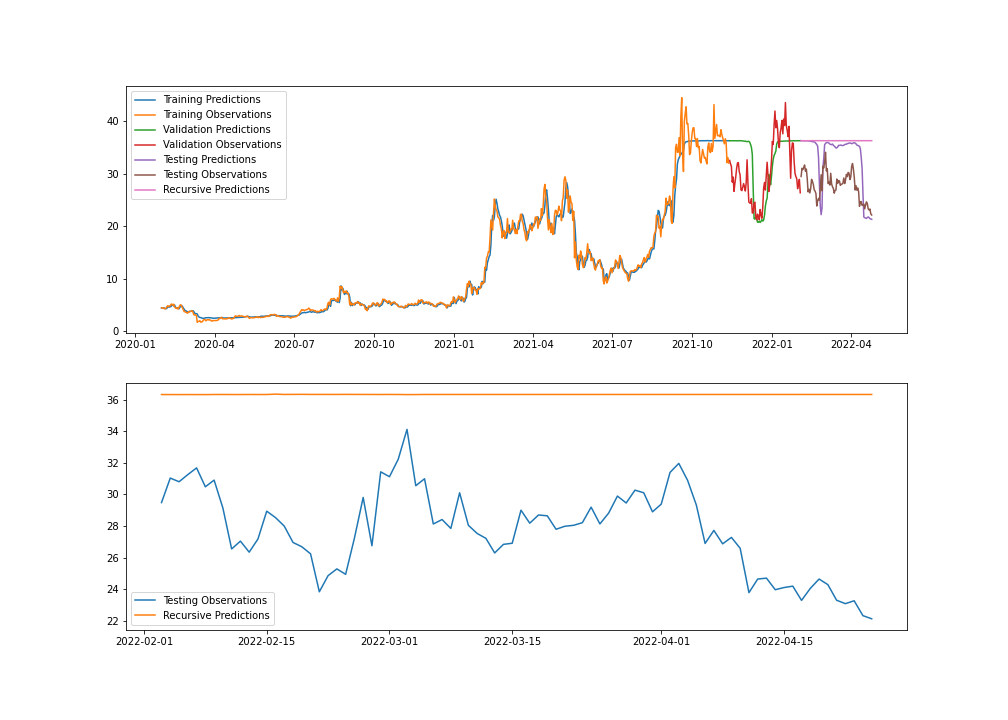 Training Predictions
Training Observations
Validation Predictions
Validation Observations
Testing Predictions
Testing Observations
Recursive Predictions
40
30
20
10
0
2020-01 2020-04 2020-07 2020-10 2021-01 2021-04 2021-07 2021-10 2022-01 2022-04
36
34
32
30
28
26
24
22
Testing Observations
Recursive Predictions
2022-02-01 2022-02-15 2022-03-01 2022-03-15 2022-04-01 2022-04-15